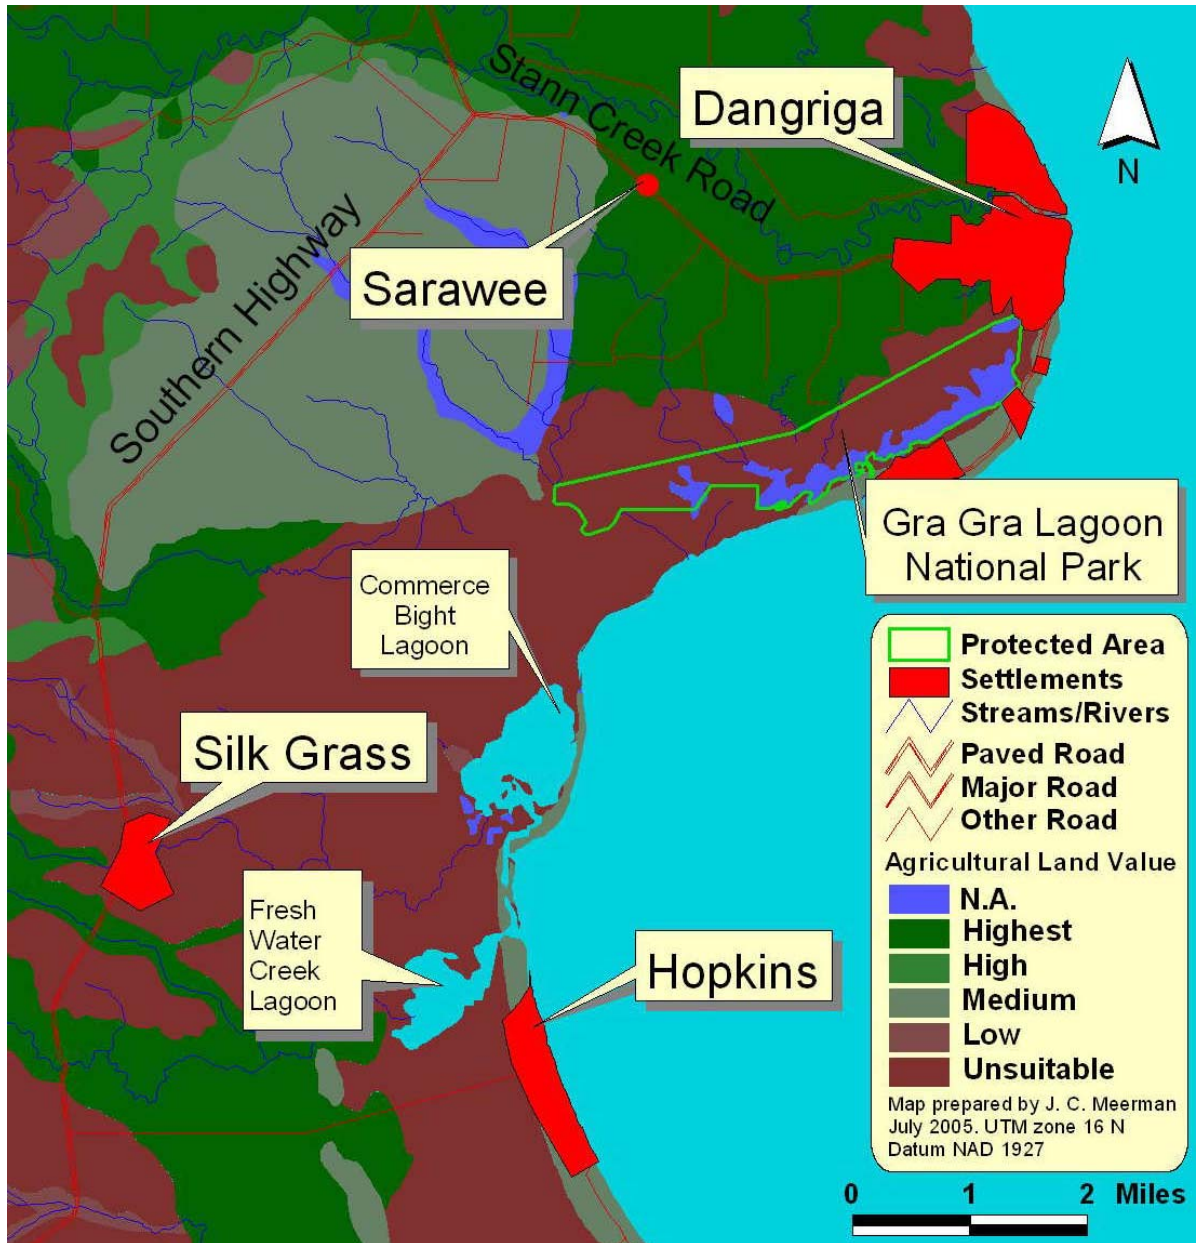 Stann Creek Road
Dangriga
N
Southern Highway
Sarawee
Gra Gra Lagoon
National Park
Commerce
Bight
Lagoon
Silk Grass
Fresh
Water
Creek
Lagoon
Hopkins
Protected Area
Settlements
Streams/Rivers
Paved Road
Major Road
Other Road
Agricultural Land Value
N.A.
Highest
High
Medium
Low
Unsuitable
Map prepared by J. C. Meerman
July 2005. UTM zone 16 N
Datum NAD 1927
0 1 2 Miles